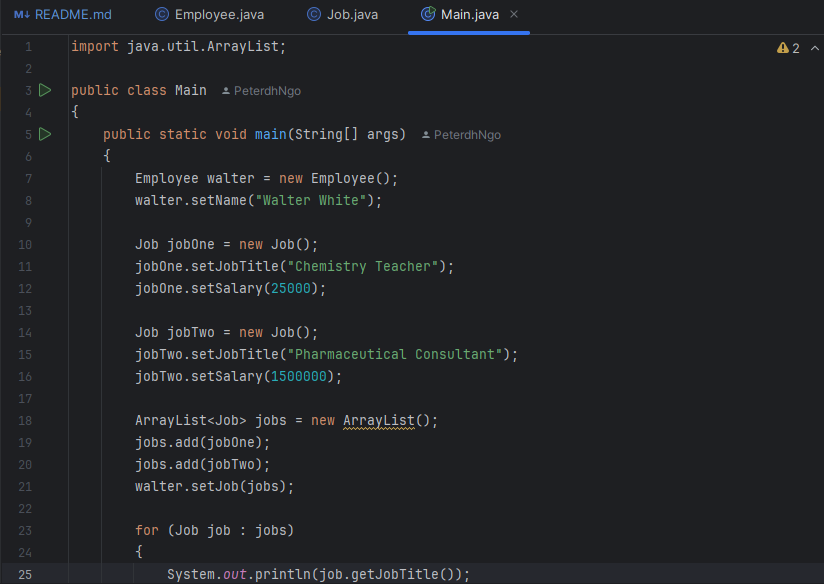 M↓ README.md Employee.java Job.java Main.java
1 import java.util.ArrayList; 2
2
3 public class Main PeterdhNgo
4 {
5 public static void main(String[] args) PeterdhNgo
6 {
7 Employee walter = new Employee();
8 walter.setName("Walter White");
9
10 Job jobOne = new Job();
11 jobOne.setJobTitle("Chemistry Teacher");
12 jobOne.setSalary(25000);
13
14 Job jobTwo = new Job();
15 jobTwo.setJobTitle("Pharmaceutical Consultant");
16 jobTwo.setSalary(1500000);
17
18 ArrayList<Job> jobs = new ArrayList();
19 jobs.add(jobOne);
20 jobs.add(jobTwo);
21 walter.setJob(jobs);
22
23 for (Job job : jobs)
24 {
25 System.out.println(job.getJobTitle());